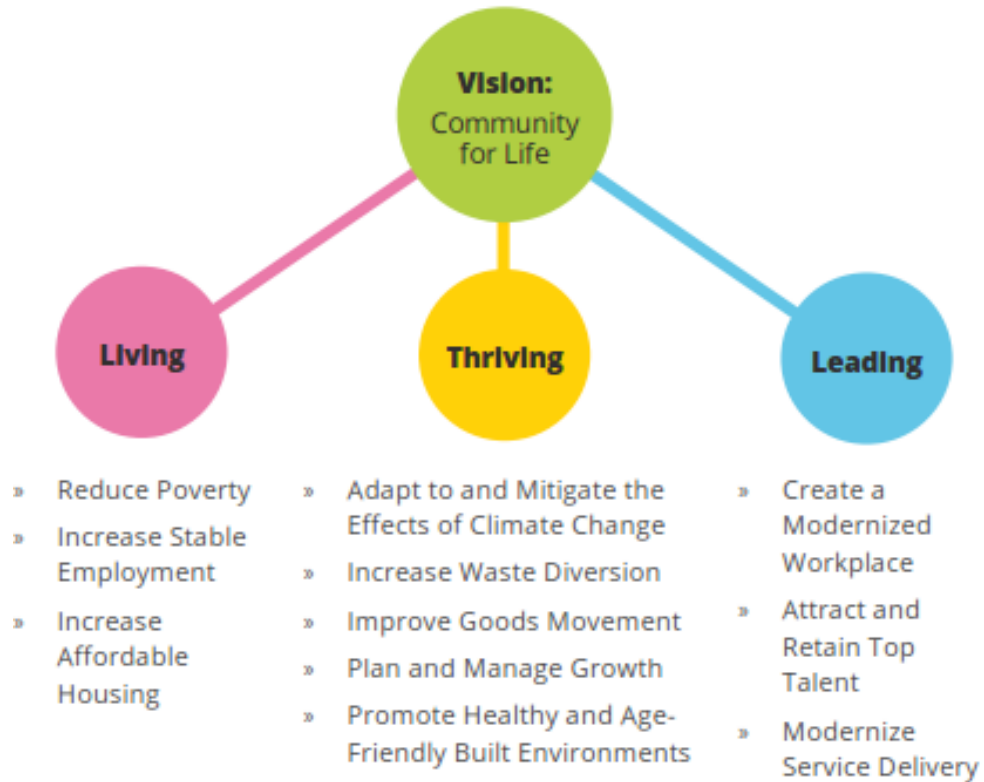 Vision:
Community
for Life
Living
Thriving
Leading
» Reduce Poverty
» Increase Stable
Employment
» Increase
Affordable
Housing
» Adapt to and Mitigate the
Effects of Climate Change
» Increase Waste Diversion
» Improve Goods Movement
» Plan and Manage Growth
» Promote Healthy and Age-
Friendly Built Environments
» Create a
Modernized
Workplace
» Attract and
Retain Top
Talent
» Modernize
Service Delivery